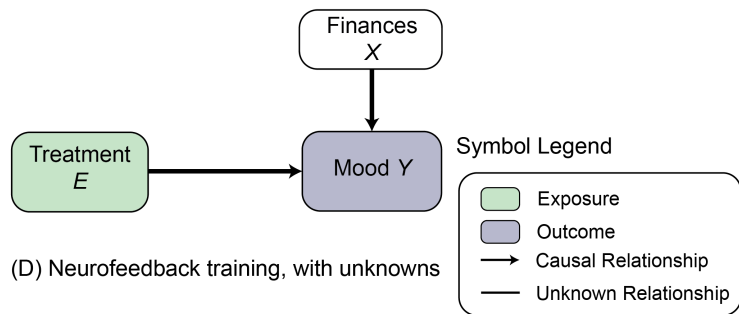 Finances
X
Treatment
E
Mood Y
Symbol Legend
Exposure
Outcome
Causal Relationship
Unknown Relationship
(D) Neurofeedback training, with unknowns